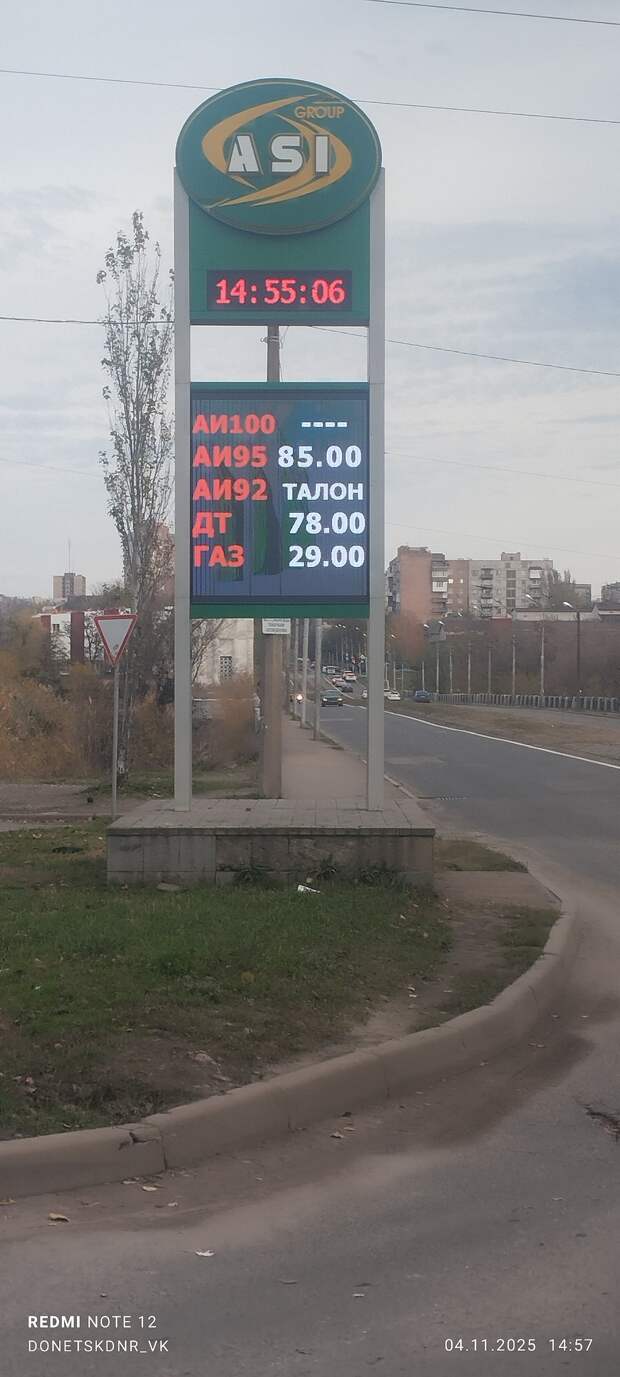 GROUP
ASI
14:55:06
АИ100 ----
АИ95 85.00
АИ92 ТАЛОН
ДТ 78.00
ГАЗ 29.00
REDMI NOTE 12
DONETSKDNR_VK
04.11.2025 14:57